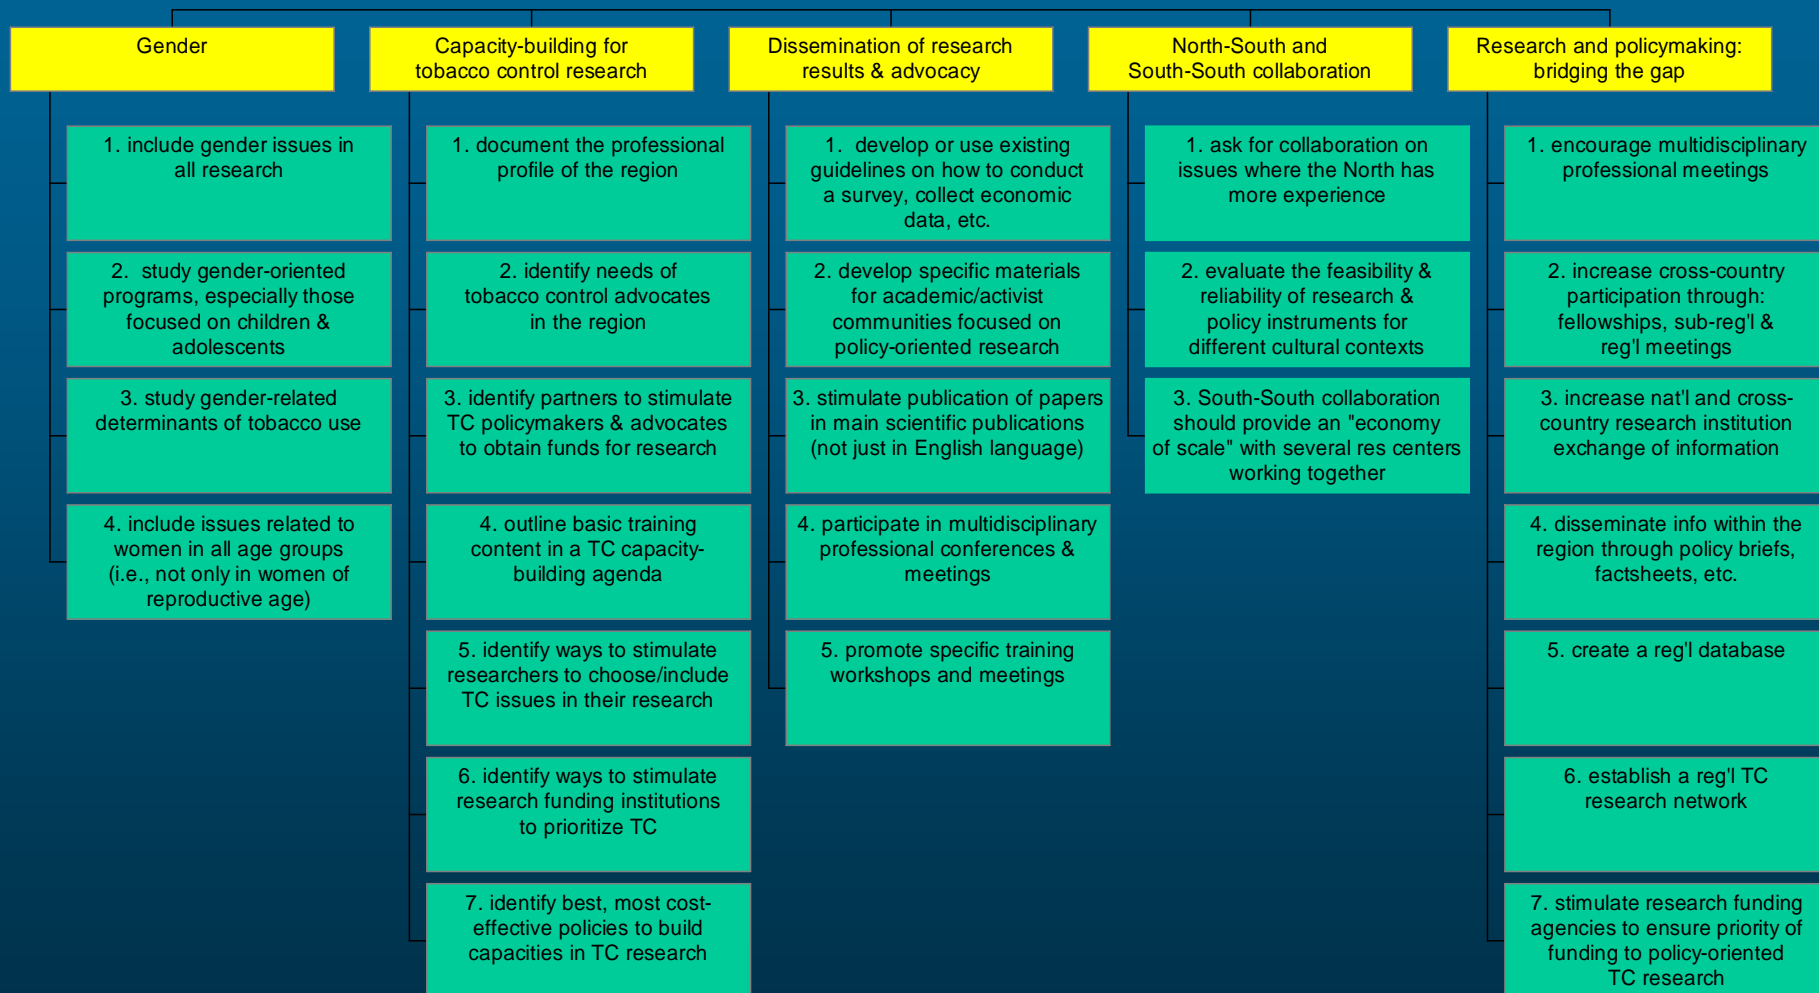 Gender
1. include gender issues in
all research
2. study gender-oriented
programs, especially those
focused on children &
adolescents
3. study gender-related
determinants of tobacco use
4. include issues related to
women in all age groups
(i.e., not only in women of
reproductive age)
Capacity-building for
tobacco control research
1. document the professional
profile of the region
2. identify needs of
tobacco control advocates
in the region
3. identify partners to stimulate
TC policymakers & advocates
to obtain funds for research
4. outline basic training
content in a TC capacity-
building agenda
5. identify ways to stimulate
researchers to choose/include
TC issues in their research
6. identify ways to stimulate
research funding institutions
to prioritize TC
7. identify best, most cost-
effective policies to build
capacities in TC research
Dissemination of research
results & advocacy
1. develop or use existing
guidelines on how to conduct
a survey, collect economic
data, etc.
2. develop specific materials
for academic/activist
communities focused on
policy-oriented research
3. stimulate publication of papers
in main scientific publications
(not just in English language)
4. participate in multidisciplinary
professional conferences &
meetings
5. promote specific training
workshops and meetings
North-South and
South-South collaboration
1. ask for collaboration on
issues where the North has
more experience
2. evaluate the feasibility &
reliability of research &
policy instruments for
different cultural contexts
3. South-South collaboration
should provide an "economy
of scale" with several res centers
working together
Research and policymaking:
bridging the gap
1. encourage multidisciplinary
professional meetings
2. increase cross-country
participation through:
fellowships, sub-reg'l &
reg'l meetings
3. increase nat'l and cross-
country research institution
exchange of information
4. disseminate info within the
region through policy briefs,
factsheets, etc.
5. create a reg'l database
6. establish a reg'l TC
research network
7. stimulate research funding
agencies to ensure priority of
funding to policy-oriented
TC research